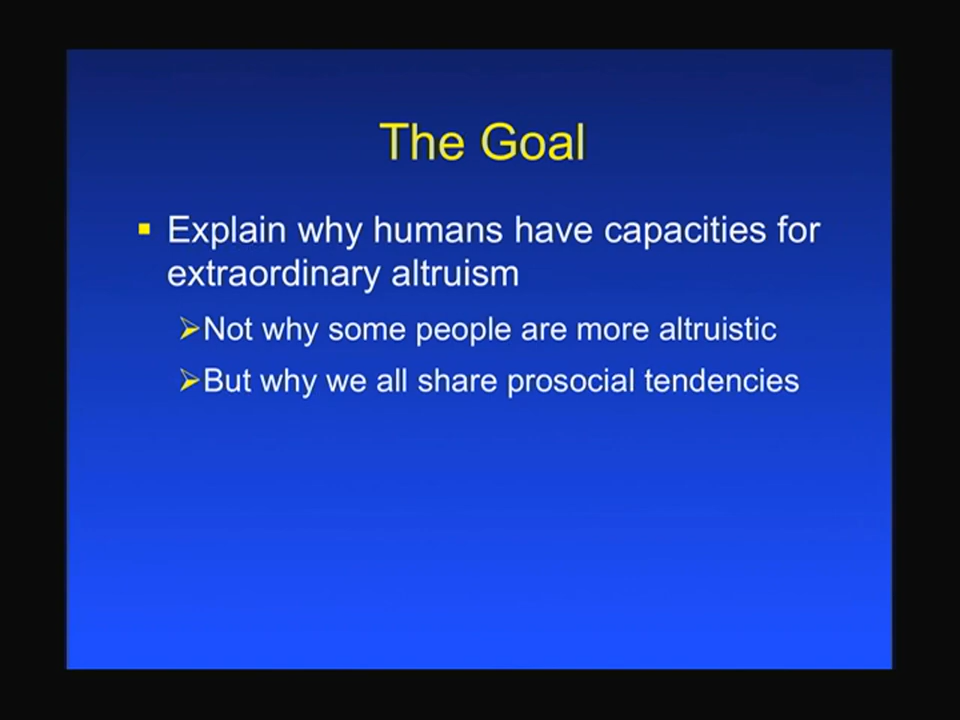 The Goal
Explain why humans have capacities for
extraordinary altruism
Not why some people are more altruistic
But why we all share prosocial tendencies